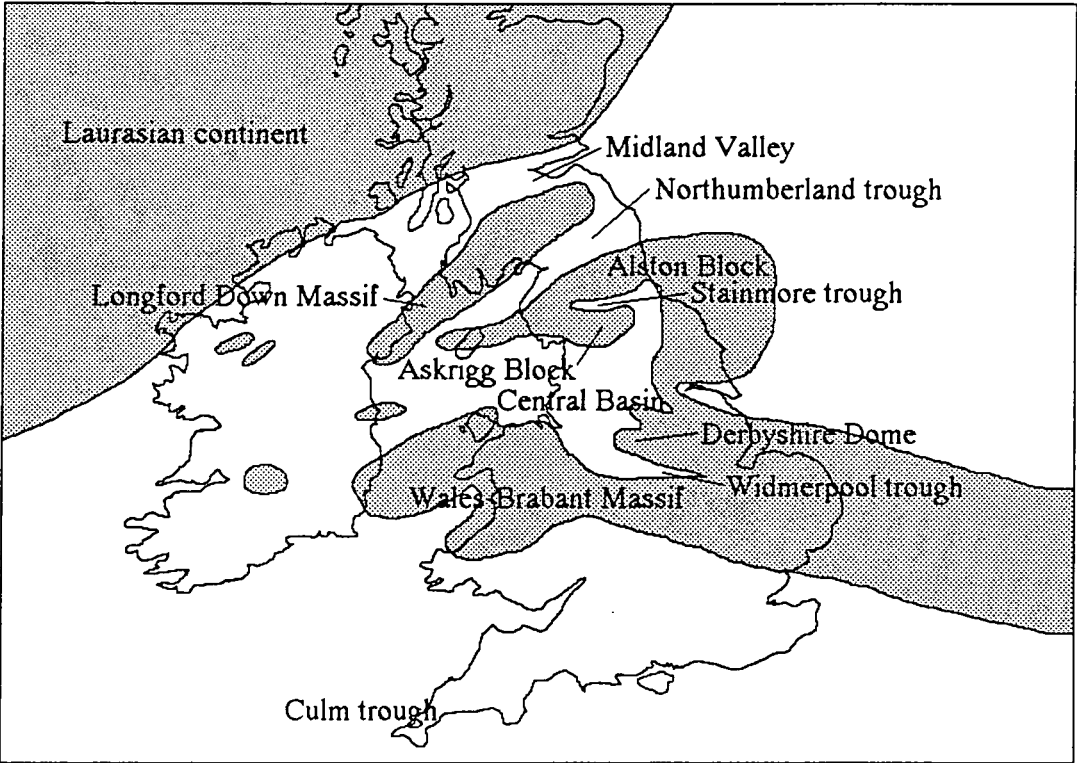 Laurasian continent
Midland Valley
Northumberland trough
Alston Block
Longford Down Massif
Stainmore trough
Askrigg Block
Central Basin
Derbyshire Dome
Wales-Brabant Massif
Widmerpool trough
Culm trough